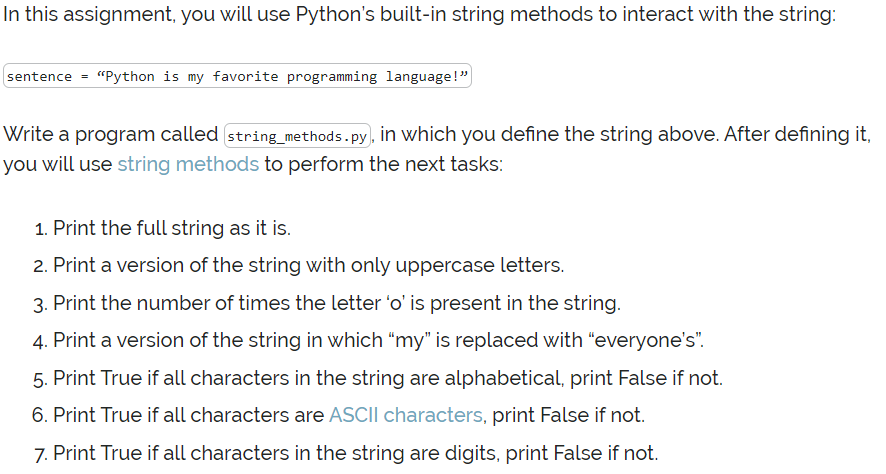 In this assignment, you will use Python's built-in string methods to interact with the string:
sentence = “Python is my favorite programming language!”
Write a program called string_methods.py, in which you define the string above. After defining it,
you will use string methods to perform the next tasks:
1. Print the full string as it is.
2. Print a version of the string with only uppercase letters.
3. Print the number of times the letter ‘o’ is present in the string.
4. Print a version of the string in which “my” is replaced with “everyone’s”.
5. Print True if all characters in the string are alphabetical, print False if not.
6. Print True if all characters are ASCII characters, print False if not.
7. Print True if all characters in the string are digits, print False if not.